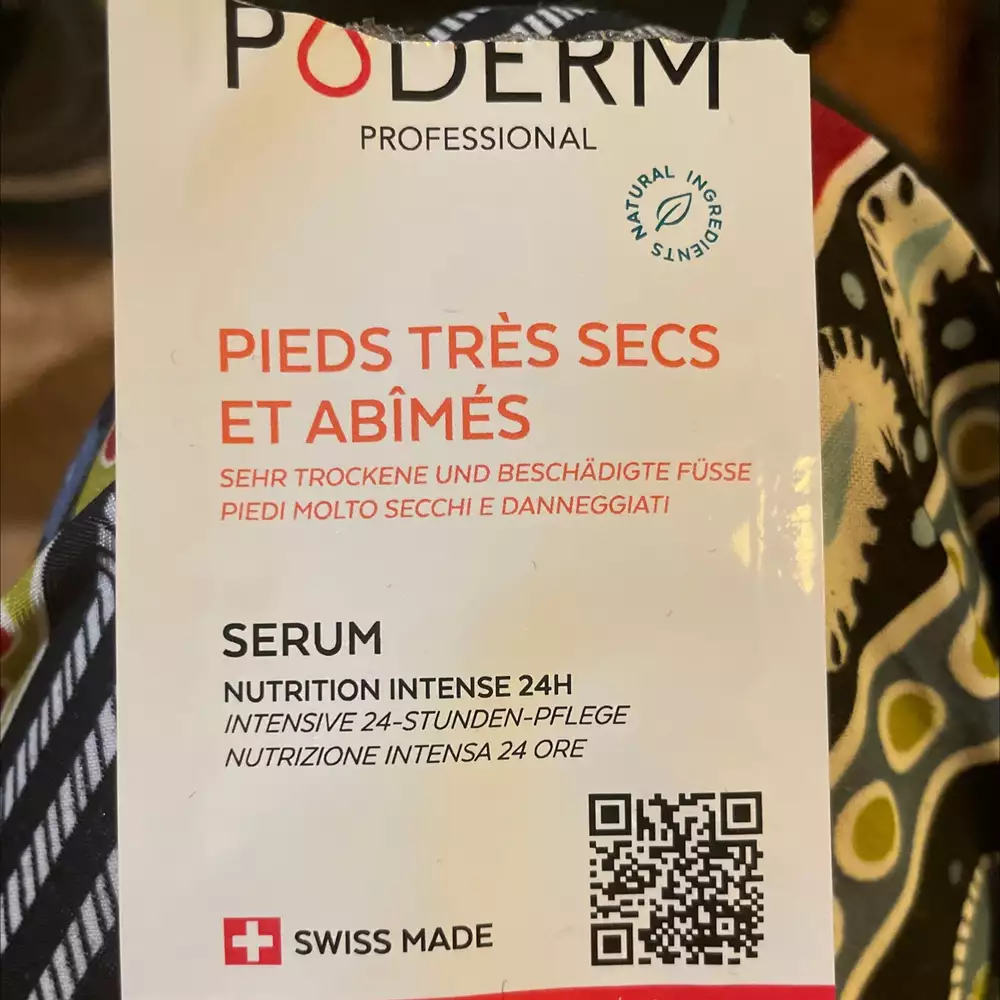 PODERM
PROFESSIONAL
NATURAL INGREDIENTS
PIEDS TRÈS SECS
ET ABÎMÉS
SEHR TROCKENE UND BESCHÄDIGTE FÜSSE
PIEDI MOLTO SECCHI E DANNEGGIATI
SERUM
NUTRITION INTENSE 24H
INTENSIVE 24-STUNDEN-PFLEGE
NUTRIZIONE INTENSA 24 ORE
SWISS MADE